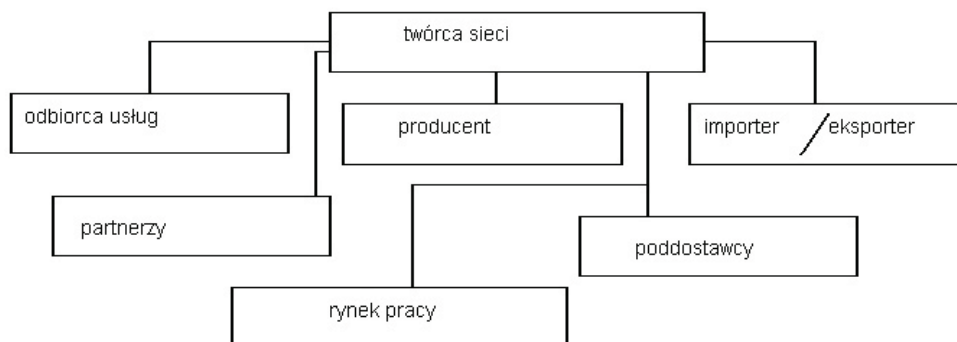 twórca sieci
odbiorca usług
producent
importer / eksporter
partnerzy
poddostawcy
rynek pracy